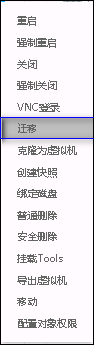 重启
强制重启
关闭
强制关闭
VNC登录
迁移
克隆为虚拟机
创建快照
绑定磁盘
普通删除
安全删除
挂载Tools
导出虚拟机
移动
配置对象权限